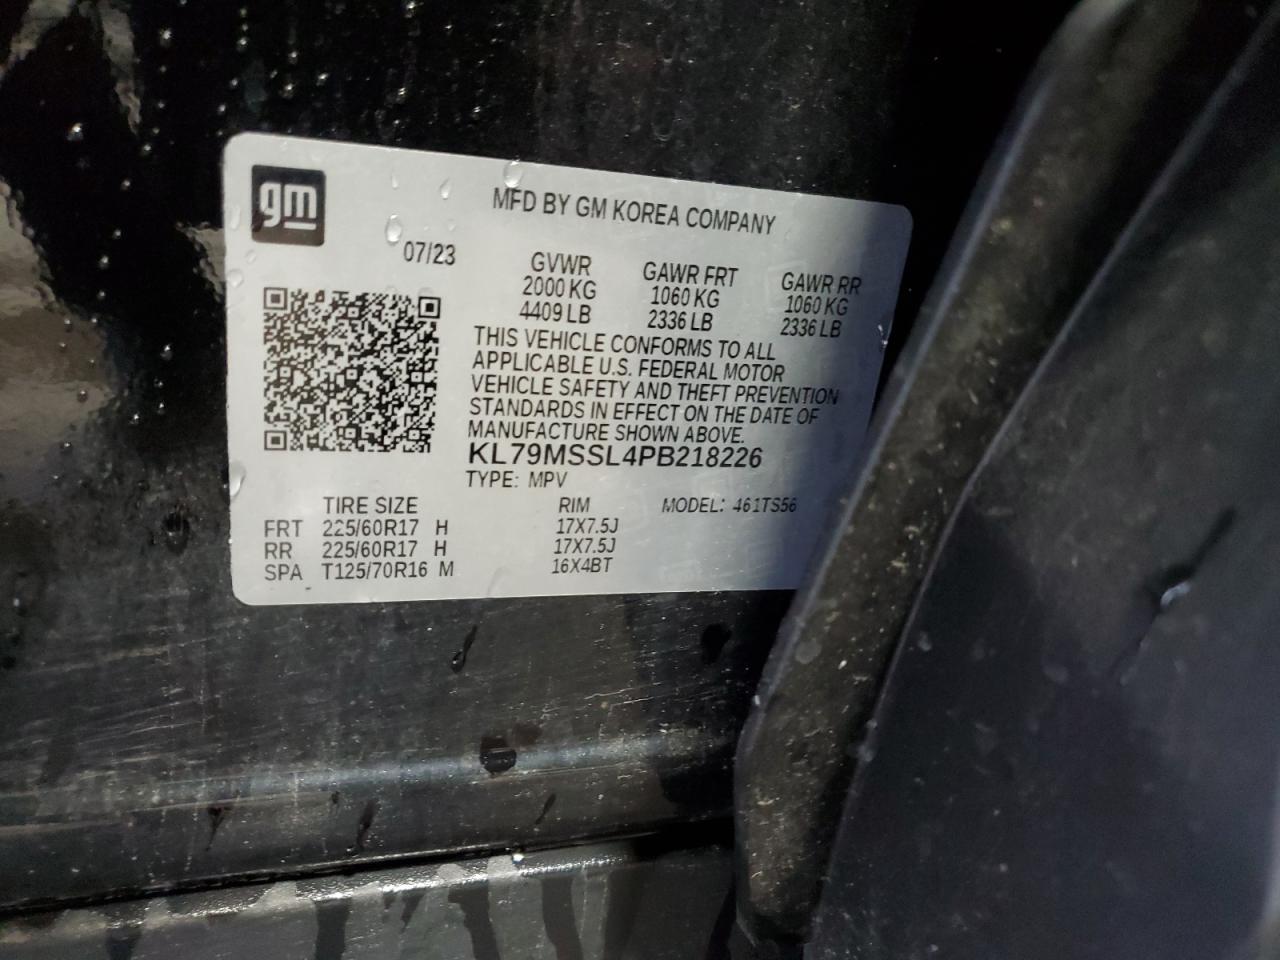 gm
MFD BY GM KOREA COMPANY
07/23
GVWR GAWR FRT GAWR RR
2000 KG 1060 KG 1060 KG
4409 LB 2336 LB 2336 LB
THIS VEHICLE CONFORMS TO ALL
APPLICABLE U.S. FEDERAL MOTOR
VEHICLE SAFETY AND THEFT PREVENTION
STANDARDS IN EFFECT ON THE DATE OF
MANUFACTURE SHOWN ABOVE.
KL79MSSL4PB218226
TYPE: MPV
TIRE SIZE RIM MODEL: 461TS56
FRT 225/60R17 H 17X7.5J
RR 225/60R17 H 17X7.5J
SPA T125/70R16 M 16X4BT